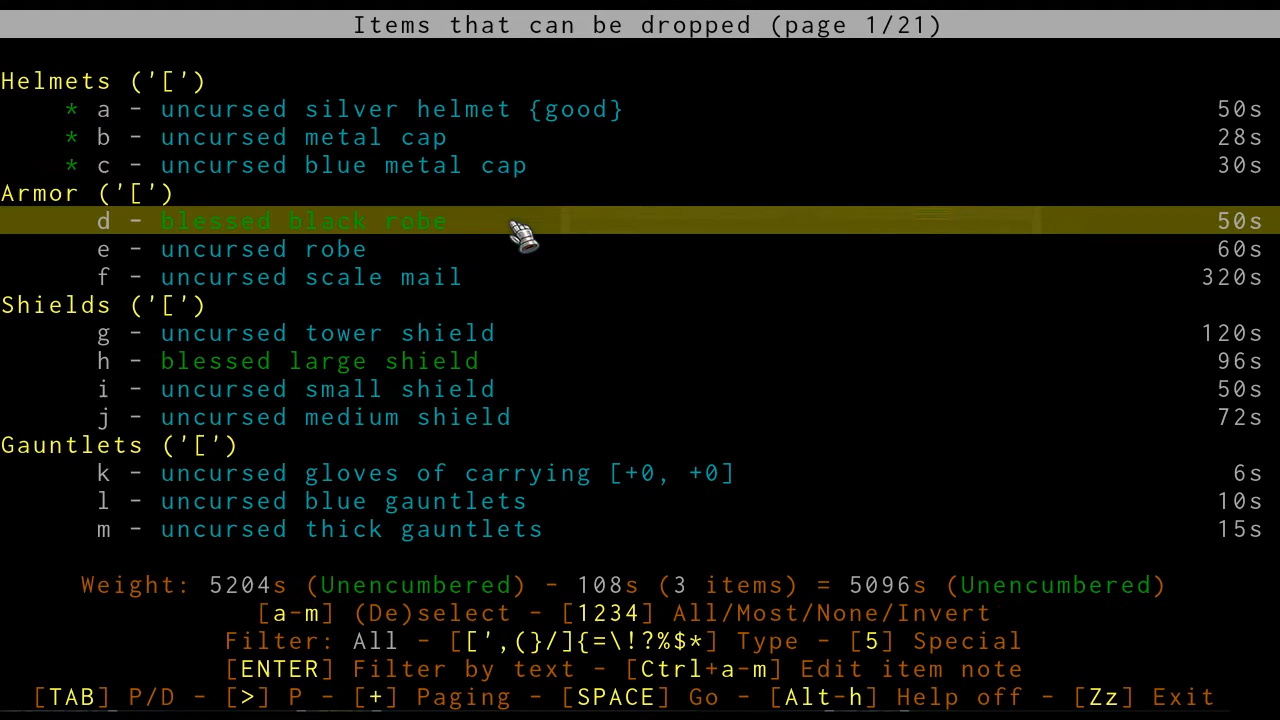 Items that can be dropped (page 1/21)
Helmets ('[')
* a - uncursed silver helmet {good} 50s
* b - uncursed metal cap 28s
* c - uncursed blue metal cap 30s
Armor ('[')
d - blessed black robe 50s
e - uncursed robe 60s
f - uncursed scale mail 320s
Shields ('[')
g - uncursed tower shield 120s
h - blessed large shield 96s
i - uncursed small shield 50s
j - uncursed medium shield 72s
Gauntlets ('[')
k - uncursed gloves of carrying [+0, +0] 6s
l - uncursed blue gauntlets 10s
m - uncursed thick gauntlets 15s
Weight: 5204s (Unencumbered) - 108s (3 items) = 5096s (Unencumbered)
[a-m] (De)select - [1234] All/Most/None/Invert
Filter: All - [[',(}/]{=\!?%$*] Type - [5] Special
[ENTER] Filter by text - [Ctrl+a-m] Edit item note
[TAB] P/D - [>] P - [+] Paging - [SPACE] Go - [Alt-h] Help off - [Zz] Exit